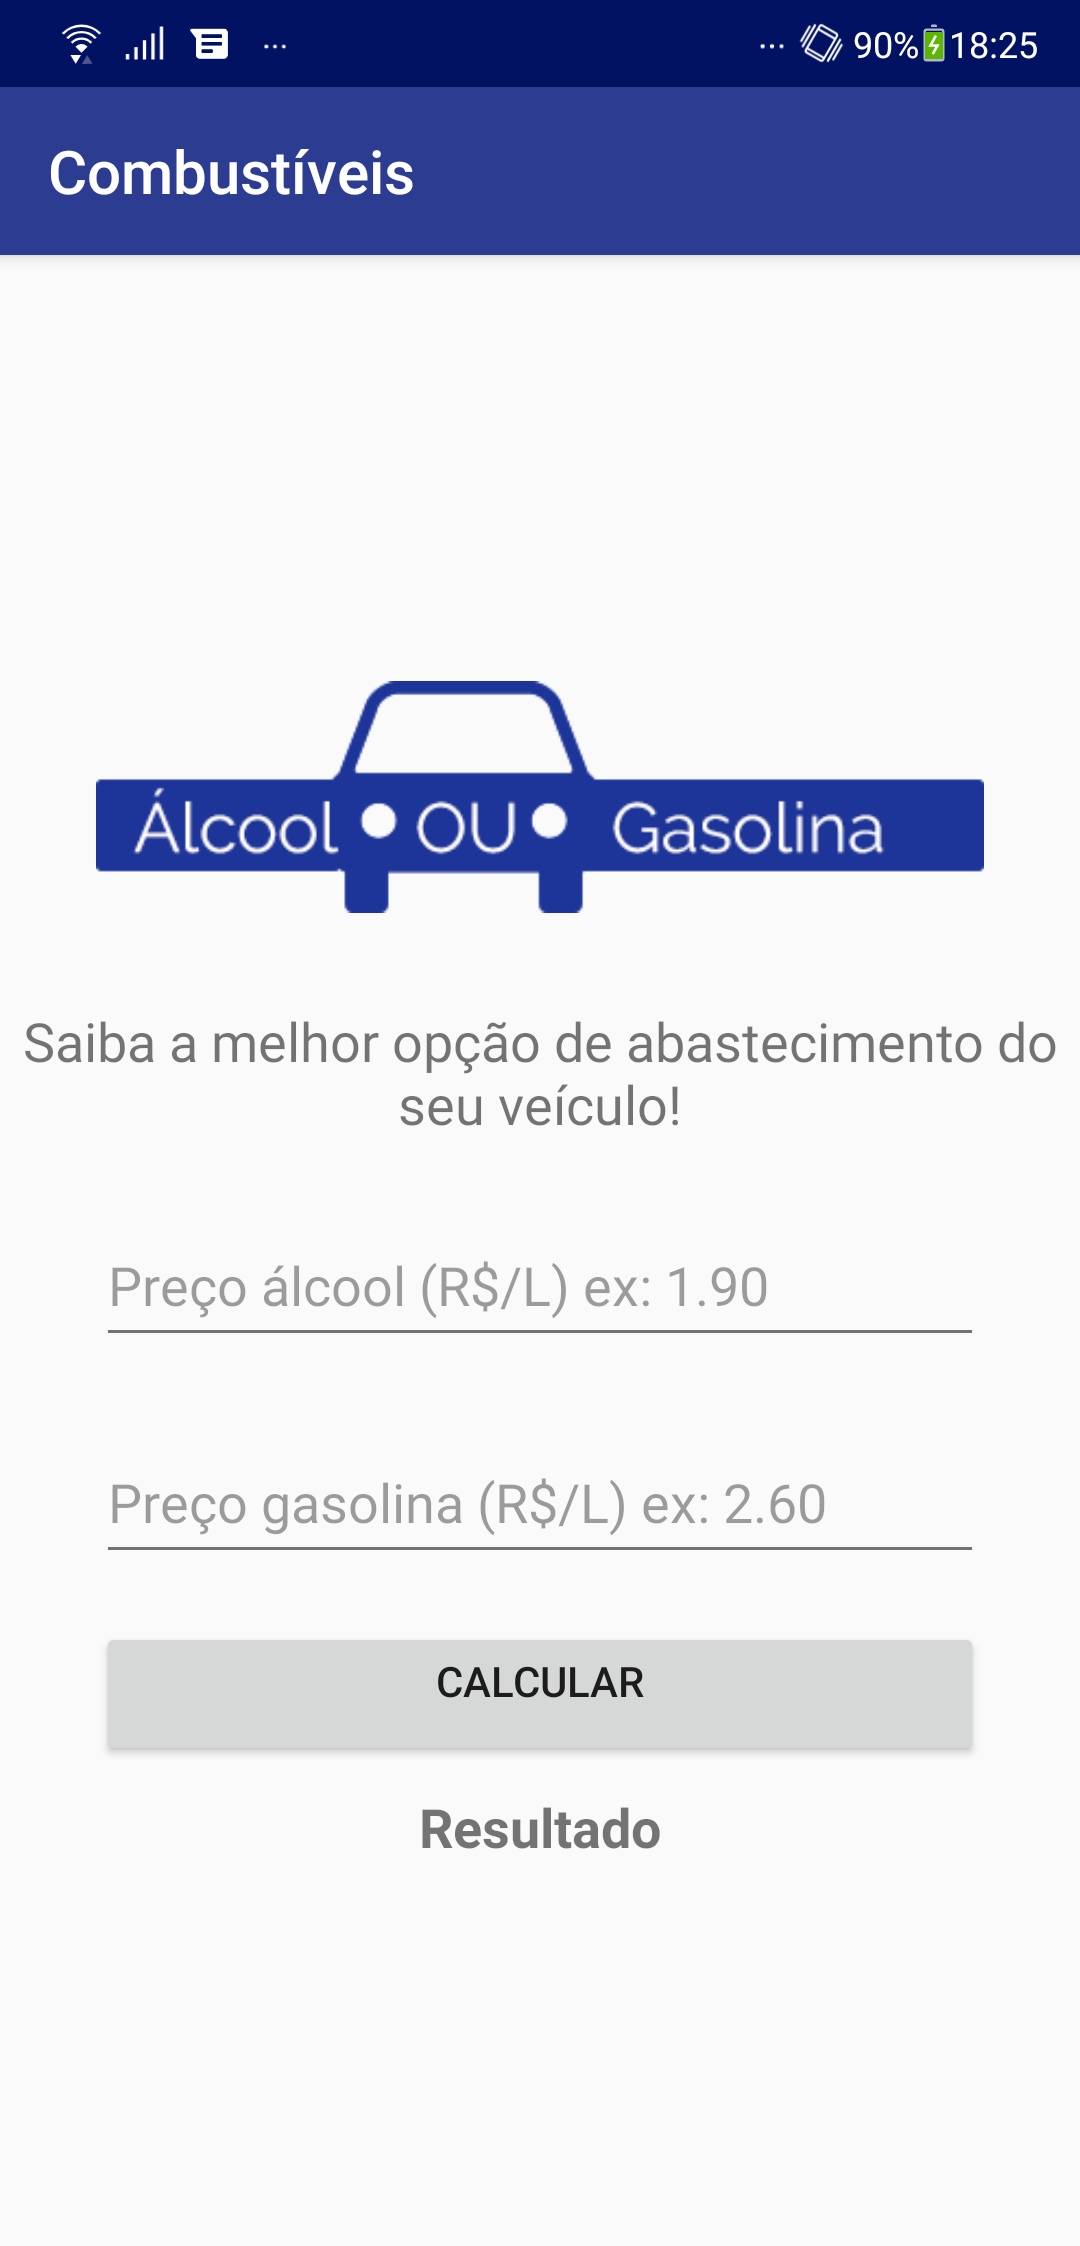 90% 18:25
Combustíveis
Álcool OU Gasolina
Saiba a melhor opção de abastecimento do
seu veículo!
Preço álcool (R$/L) ex: 1.90
Preço gasolina (R$/L) ex: 2.60
CALCULAR
Resultado